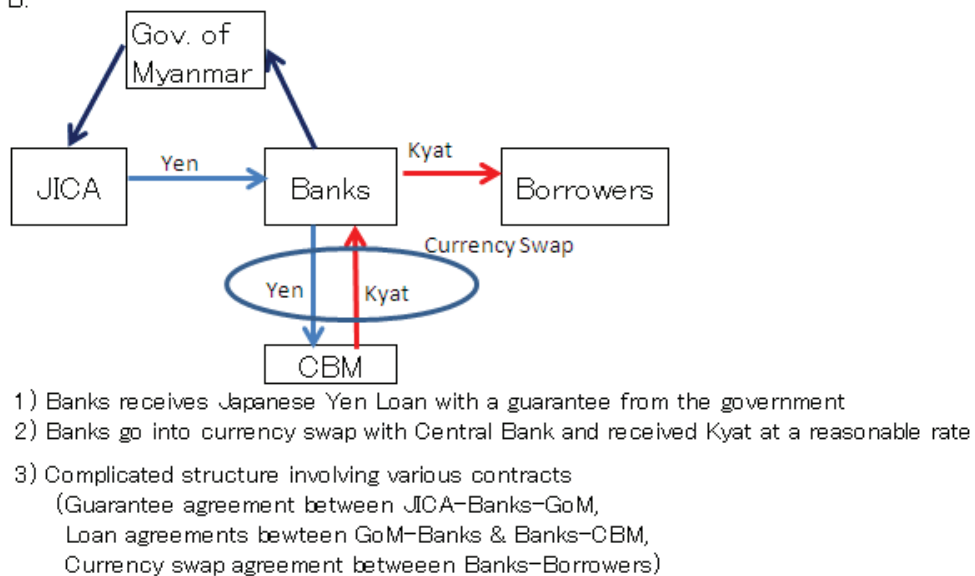 B.
Gov. of
Myanmar
JICA
Yen
Banks
Kyat
Borrowers
Currency Swap
Yen
Kyat
CBM
1) Banks receives Japanese Yen Loan with a guarantee from the government
2) Banks go into currency swap with Central Bank and received Kyat at a reasonable rate
3) Complicated structure involving various contracts
(Guarantee agreement between JICA-Banks-GoM,
Loan agreements bewteen GoM-Banks & Banks-CBM,
Currency swap agreement betweeen Banks-Borrowers)